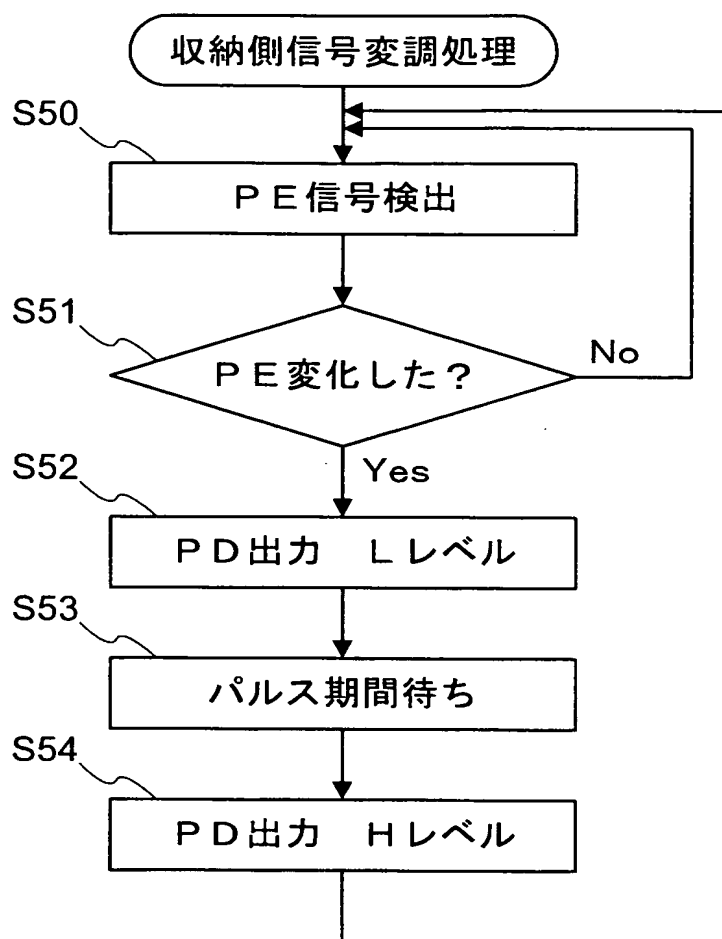 収納側信号変調処理
S50
ＰＥ信号検出
S51
ＰＥ変化した？
No
Yes
S52
ＰＤ出力　Ｌレベル
S53
パルス期間待ち
S54
ＰＤ出力　Ｈレベル